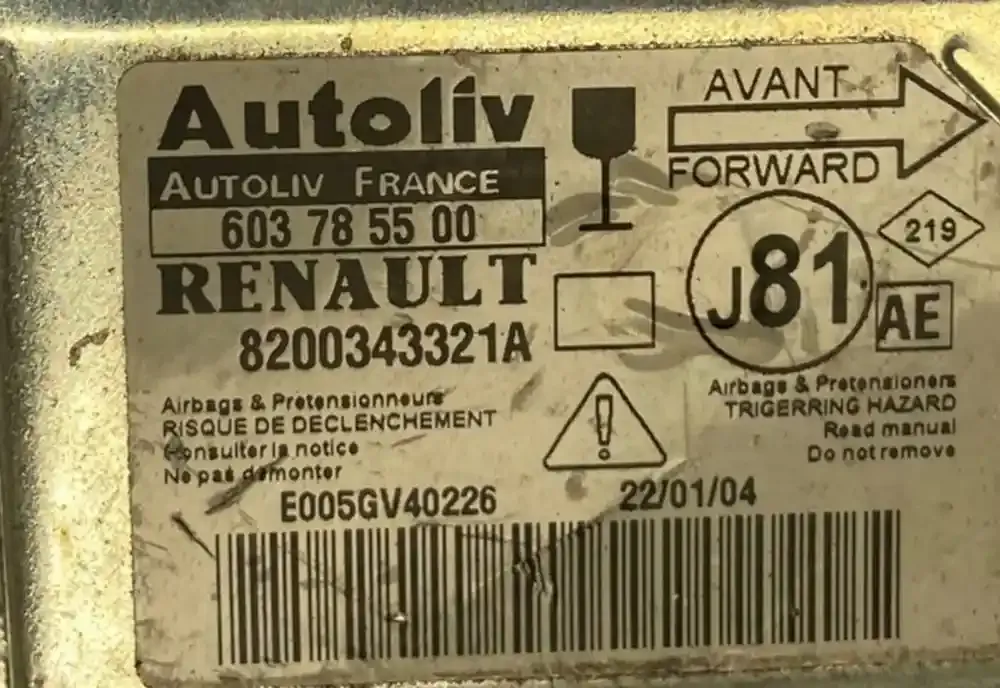 Autoliv
AUTOLIV FRANCE
603 78 55 00
RENAULT
8200343321A
AVANT
FORWARD
J81
219
AE
Airbags & Pretensionneurs
RISQUE DE DECLENCHEMENT
Consulter la notice
Ne pas démonter
Airbags & Pretensioners
TRIGERRING HAZARD
Read manual
Do not remove
E005GV40226
22/01/04